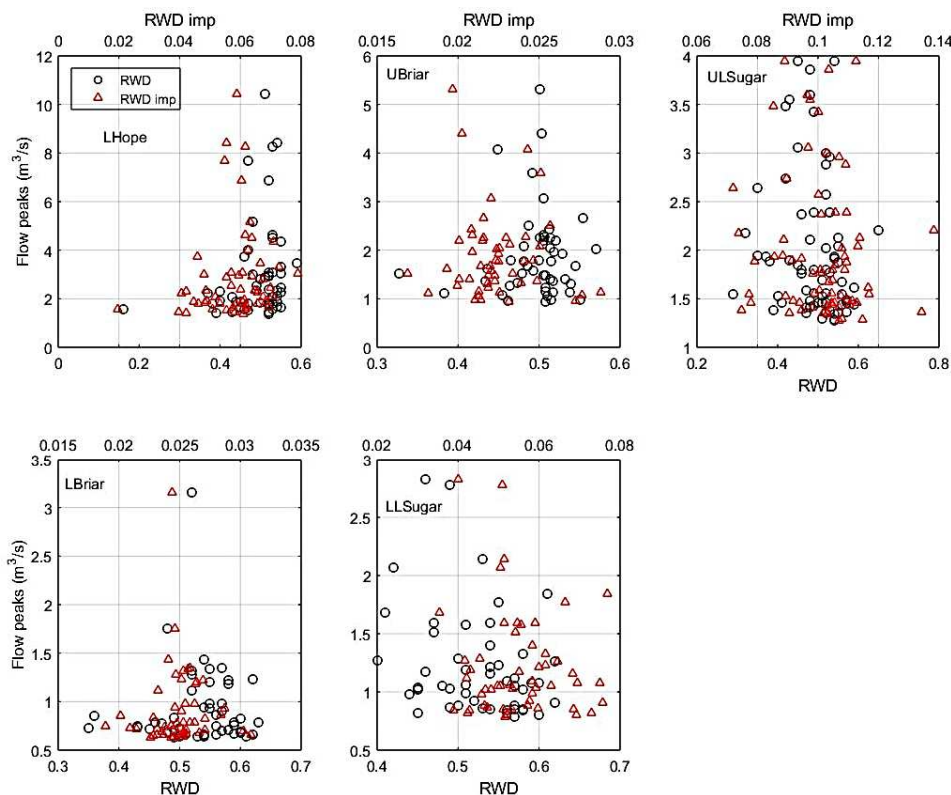 RWD imp RWD imp RWD imp
0 0.02 0.04 0.06 0.08 0.015 0.02 0.025 0.03 0.06 0.08 0.1 0.12 0.14
12 6 4
RWD
RWD imp
UBriar ULSugar
LHope
10 5 3.5
8 4 3
Flow peaks (m³/s)
6 3 2.5
4 2 2
2 1 1.5
0 0 1
0 0.2 0.4 0.6 0.3 0.4 0.5 0.6 0.2 0.4 0.6 0.8
RWD
0.015 0.02 0.025 0.03 0.035 0.02 0.04 0.06 0.08
3.5 3
LBriar
LLSugar
3 2.5
2.5
2 2
Flow peaks (m³/s)
1.5 1.5
1 1
0.5 0.5
0.3 0.4 0.5 0.6 0.7 0.4 0.5 0.6 0.7
RWD RWD